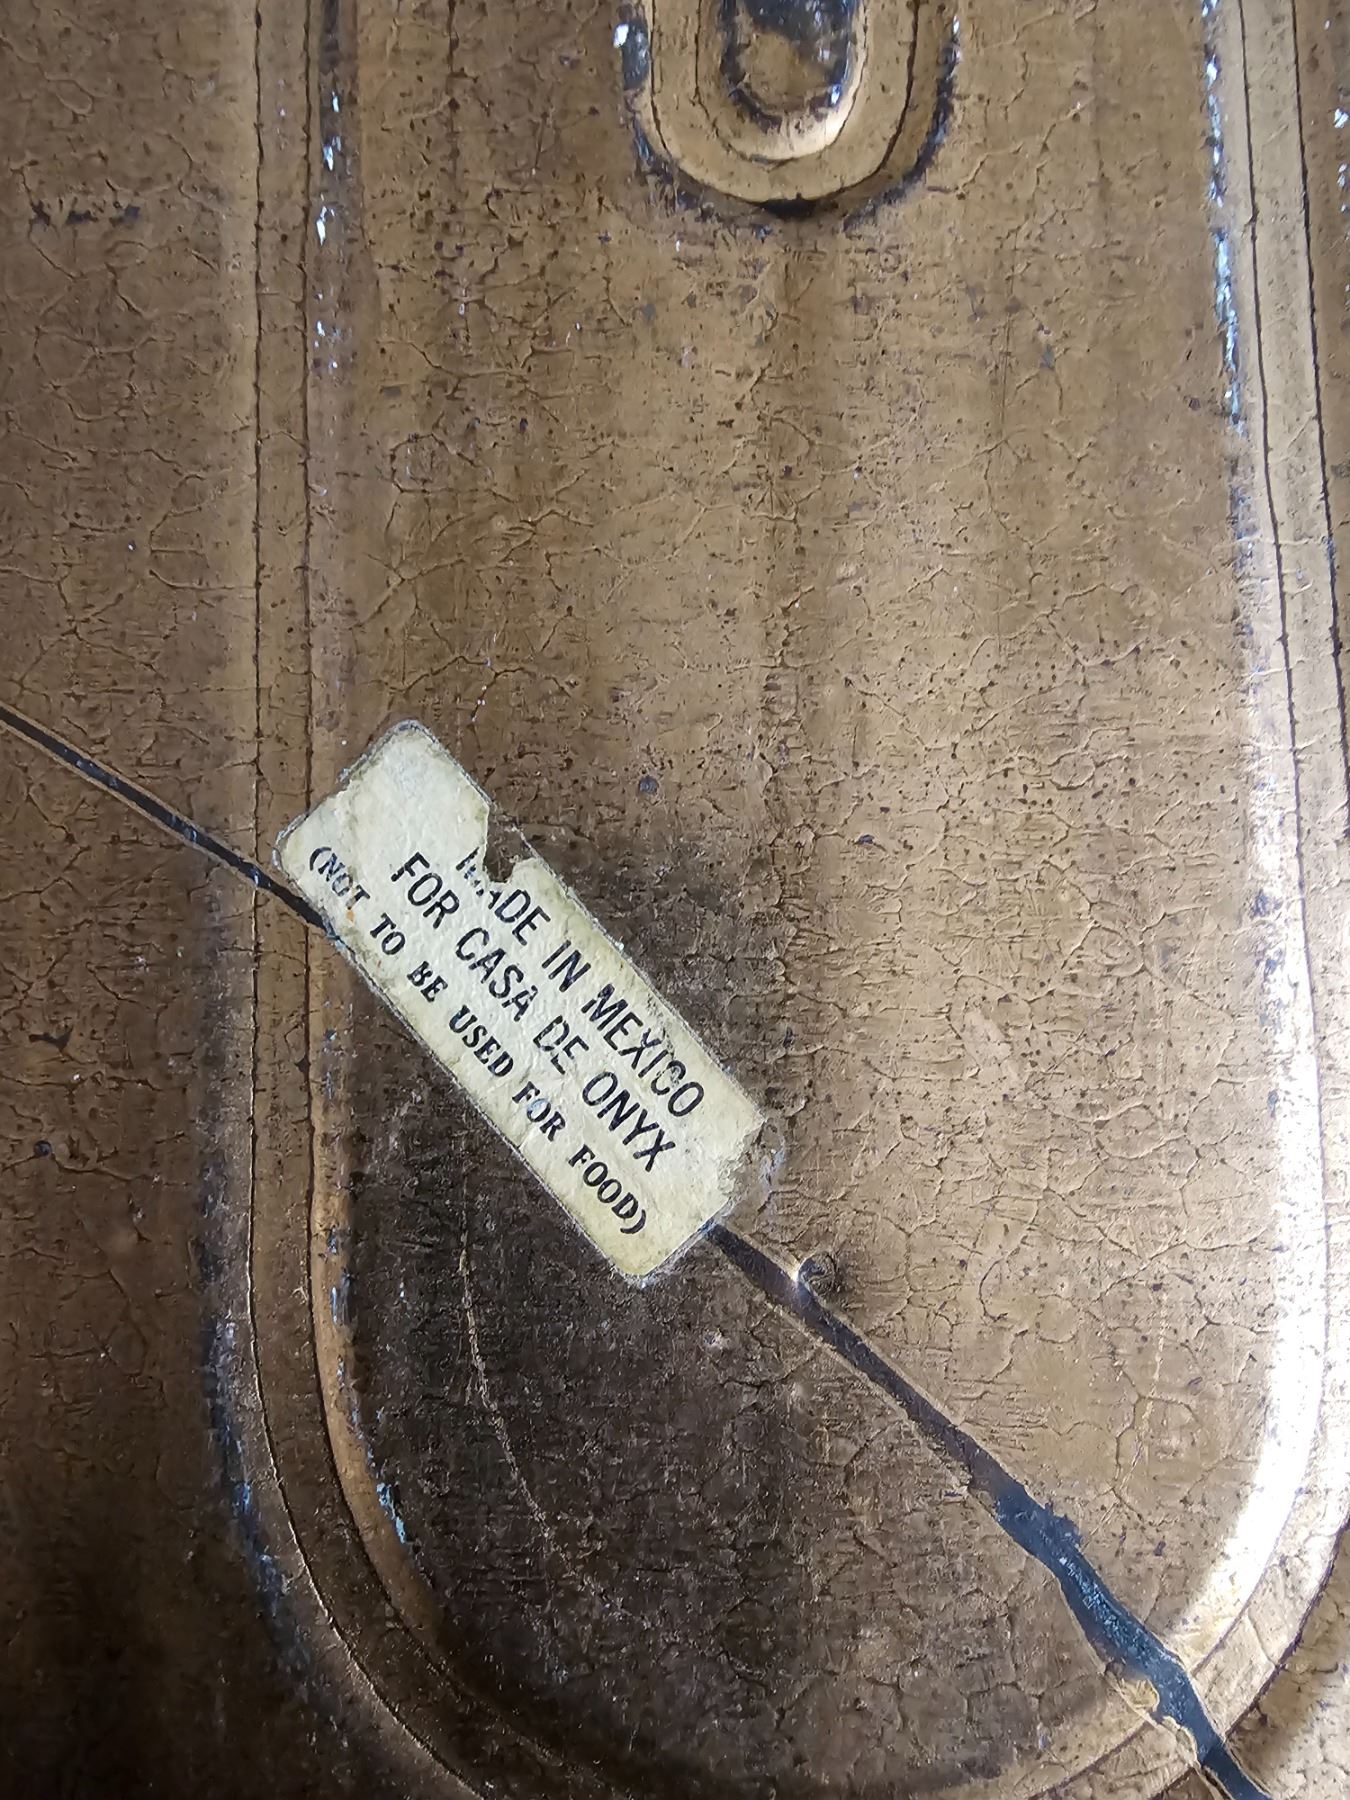 MADE IN MEXICO
FOR CASA DE ONYX
(NOT TO BE USED FOR FOOD)